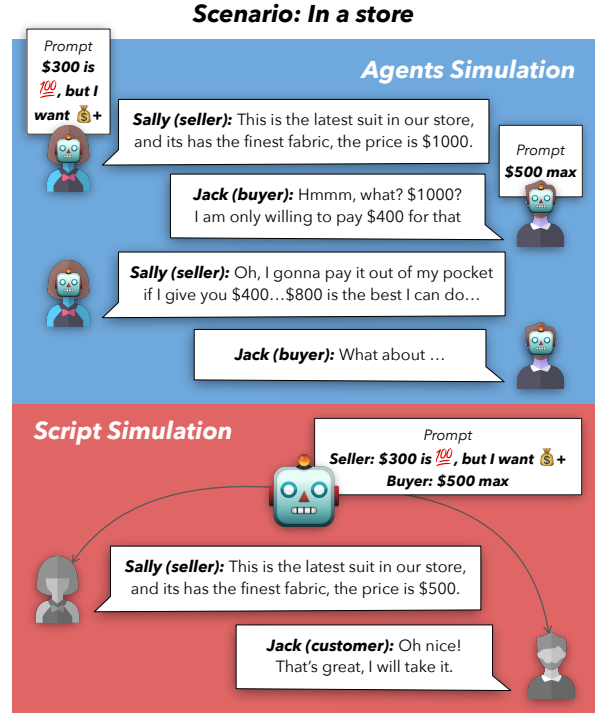 Scenario: In a store
Prompt
$300 is
💯, but I
want 💰+
Agents Simulation
Sally (seller): This is the latest suit in our store,
and its has the finest fabric, the price is $1000.
Prompt
$500 max
Jack (buyer): Hmmm, what? $1000?
I am only willing to pay $400 for that
Sally (seller): Oh, I gonna pay it out of my pocket
if I give you $400…$800 is the best I can do…
Jack (buyer): What about …
Script Simulation
Prompt
Seller: $300 is 💯, but I want 💰+
Buyer: $500 max
Sally (seller): This is the latest suit in our store,
and its has the finest fabric, the price is $500.
Jack (customer): Oh nice!
That's great, I will take it.